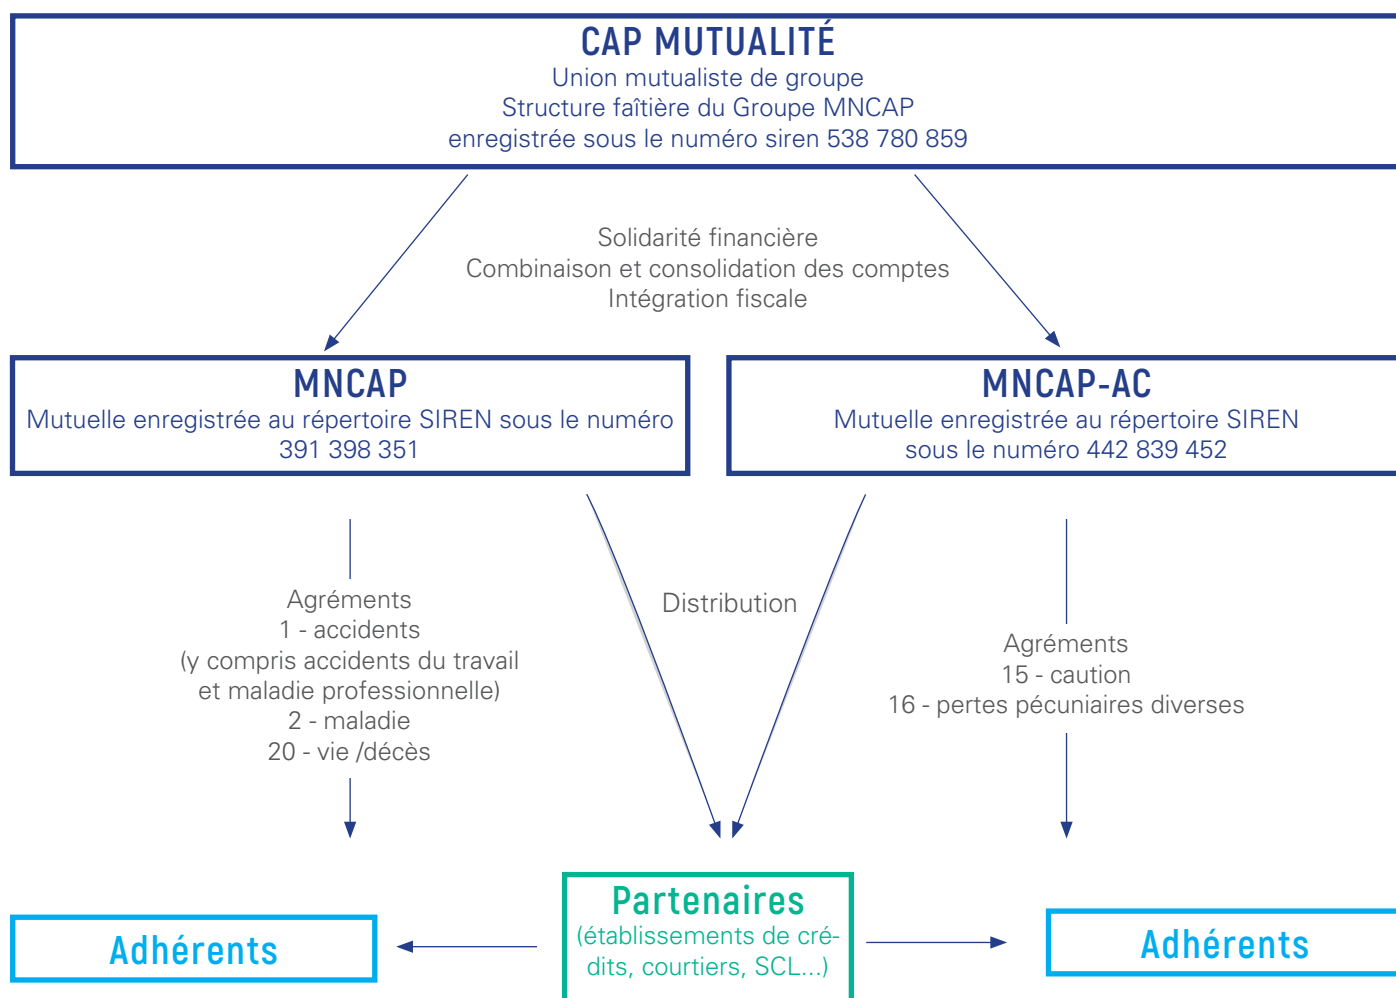 CAP MUTUALITÉ
Union mutualiste de groupe
Structure faîtière du Groupe MNCAP
enregistrée sous le numéro siren 538 780 859
Solidarité financière
Combinaison et consolidation des comptes
Intégration fiscale
MNCAP
Mutuelle enregistrée au répertoire SIREN sous le numéro
391 398 351
MNCAP-AC
Mutuelle enregistrée au répertoire SIREN
sous le numéro 442 839 452
Agréments
1 - accidents
(y compris accidents du travail
et maladie professionnelle)
2 - maladie
20 - vie /décès
Distribution
Agréments
15 - caution
16 - pertes pécuniaires diverses
Adhérents
Partenaires
(établissements de cré-
dits, courtiers, SCL...)
Adhérents